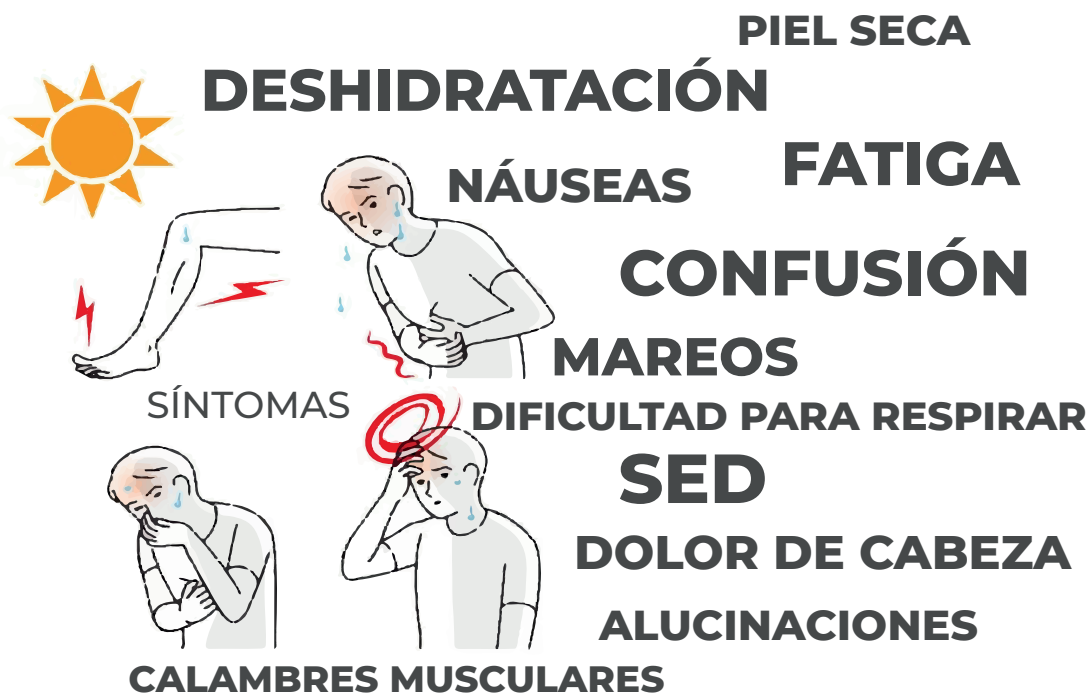 PIEL SECA
DESHIDRATACIÓN
FATIGA
NÁUSEAS
CONFUSIÓN
MAREOS
SÍNTOMAS
DIFICULTAD PARA RESPIRAR
SED
DOLOR DE CABEZA
ALUCINACIONES
CALAMBRES MUSCULARES